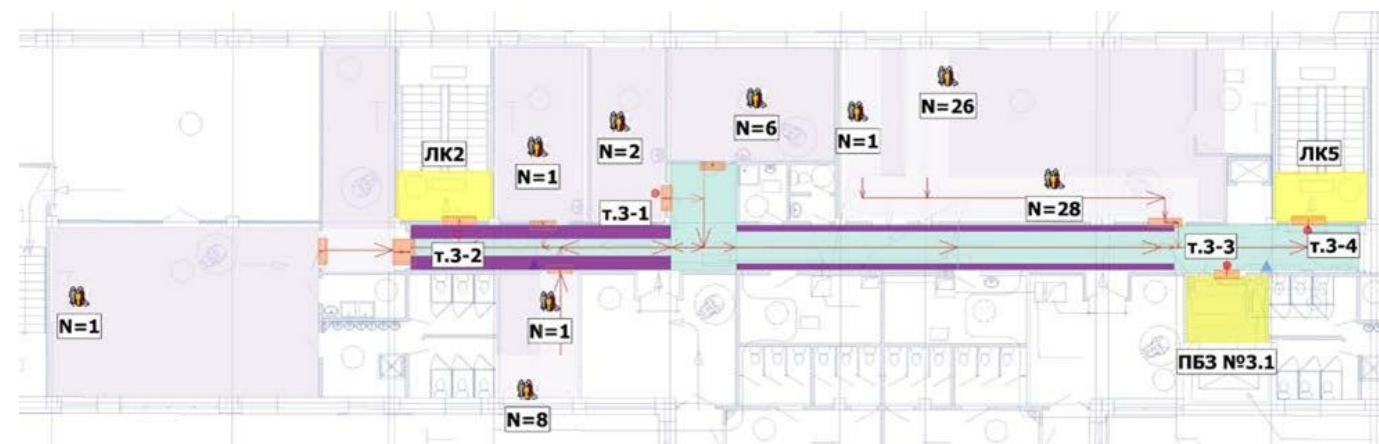 N=26
N=6
N=1
N=2
ЛК2
ЛК5
N=1
N=28
т.3-1
т.3-2
т.3-3
т.3-4
N=1
N=1
ПБЗ №3.1
N=8